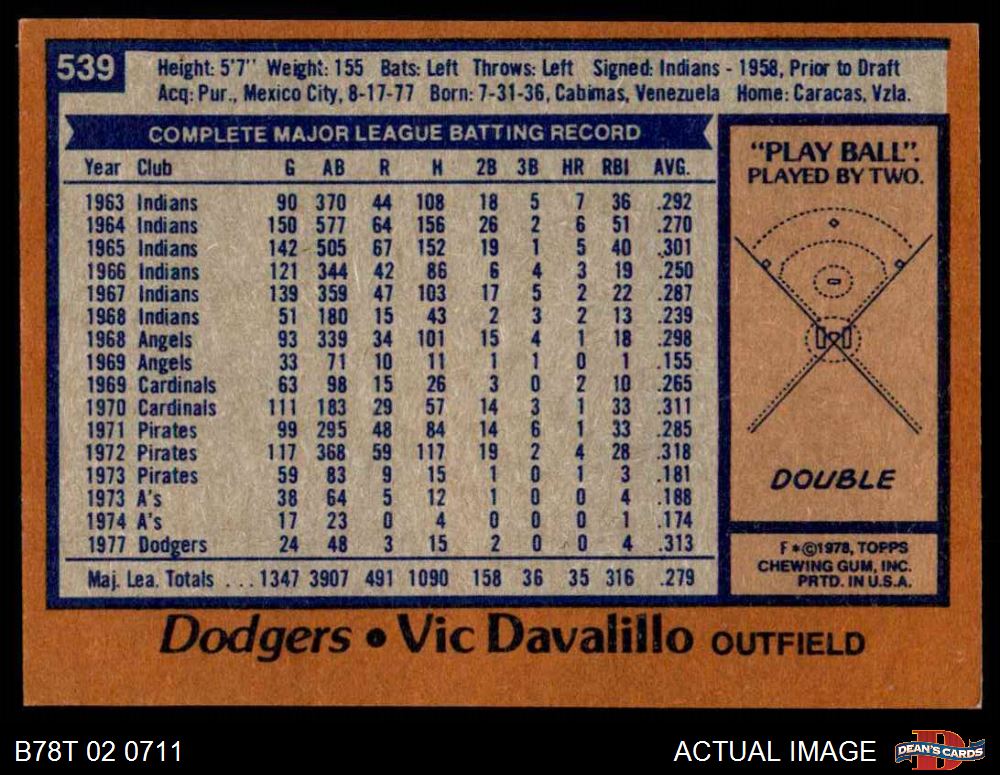 539
Height: 5'7" Weight: 155 Bats: Left Throws: Left Signed: Indians - 1958, Prior to Draft
Acq: Pur., Mexico City, 8-17-77 Born: 7-31-36, Cabimas, Venezuela Home: Caracas, Vzla.
COMPLETE MAJOR LEAGUE BATTING RECORD
Year Club G AB R H 2B 3B HR RBI AVG.
1963 Indians 90 370 44 108 18 5 7 36 .292
1964 Indians 150 577 64 156 26 2 6 51 .270
1965 Indians 142 505 67 152 19 1 5 40 .301
1966 Indians 121 344 42 86 6 4 3 19 .250
1967 Indians 139 359 47 103 17 5 2 22 .287
1968 Indians 51 180 15 43 2 3 2 13 .239
1968 Angels 93 339 34 101 15 4 1 18 .298
1969 Angels 33 71 10 11 1 1 0 1 .155
1969 Cardinals 63 98 15 26 3 0 2 10 .265
1970 Cardinals 111 183 29 57 14 3 1 33 .311
1971 Pirates 99 295 48 84 14 6 1 33 .285
1972 Pirates 117 368 59 117 19 2 4 28 .318
1973 Pirates 59 83 9 15 1 0 1 3 .181
1973 A's 38 64 5 12 1 0 0 4 .188
1974 A's 17 23 0 4 0 0 0 1 .174
1977 Dodgers 24 48 3 15 2 0 0 4 .313
Maj. Lea. Totals ... 1347 3907 491 1090 158 36 35 316 .279
"PLAY BALL".
PLAYED BY TWO.
DOUBLE
F*©1978, TOPPS
CHEWING GUM, INC.
PRTD. IN U.S.A.
Dodgers • Vic Davalillo OUTFIELD
B78T 02 0711
ACTUAL IMAGE
D
DEAN'S CARDS